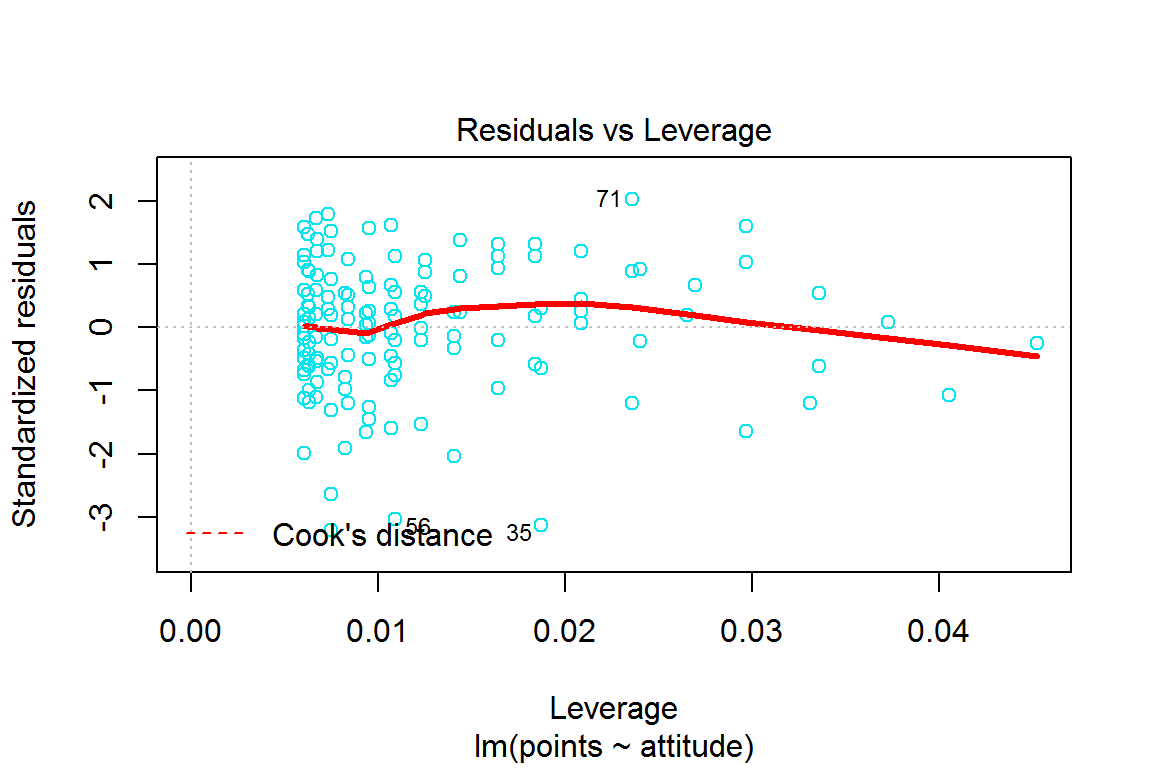 Residuals vs Leverage
Standardized residuals
2
1
0
-1
-2
-3
71
56
35
Cook's distance
0.00 0.01 0.02 0.03 0.04
Leverage
lm(points ~ attitude)